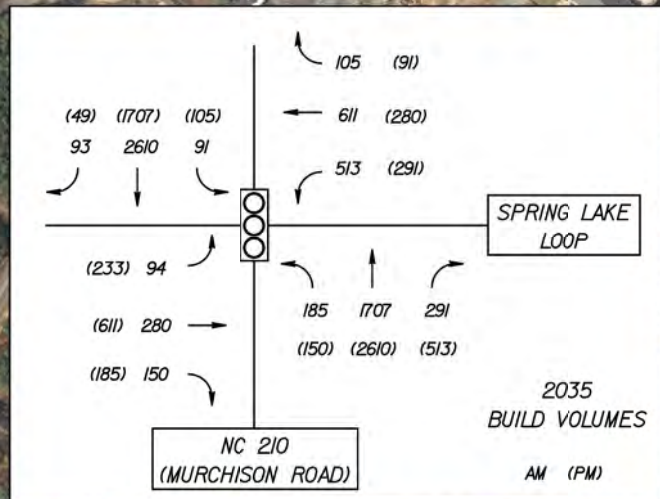 105 (91)
611 (280)
513 (291)
(49) (1707) (105)
93 2610 91
SPRING LAKE
LOOP
(233) 94
(611) 280
(185) 150
185 1707 291
(150) (2610) (513)
2035
BUILD VOLUMES
NC 210
(MURCHISON ROAD)
AM (PM)